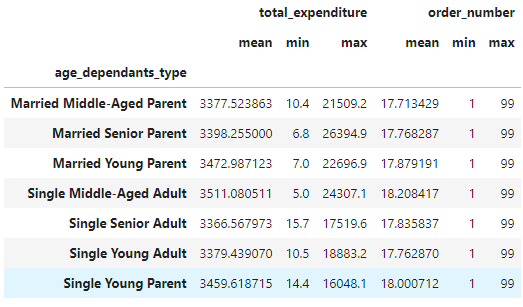 total_expenditure order_number
mean min max mean min max
age_dependants_type
Married Middle-Aged Parent 3377.523863 10.4 21509.2 17.713429 1 99
Married Senior Parent 3398.255000 6.8 26394.9 17.768287 1 99
Married Young Parent 3472.987123 7.0 22696.9 17.879191 1 99
Single Middle-Aged Adult 3511.080511 5.0 24307.1 18.208417 1 99
Single Senior Adult 3366.567973 15.7 17519.6 17.835837 1 99
Single Young Adult 3379.439070 10.5 18883.2 17.762870 1 99
Single Young Parent 3459.618715 14.4 16048.1 18.000712 1 99